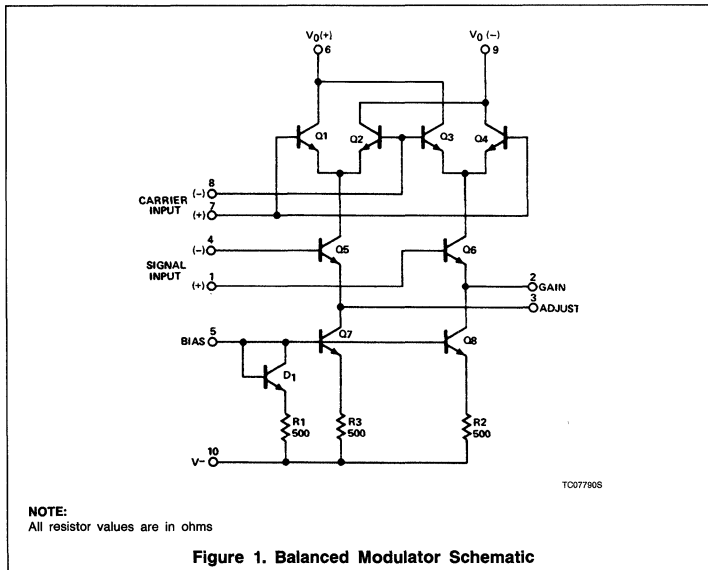 V0(+) V0(-)
6 9
Q1 Q2 Q3 Q4
8
(-)
CARRIER
INPUT
7
(+)
4
(-)
Q5 Q6
SIGNAL
INPUT
1
(+)
2
GAIN
3
ADJUST
5
BIAS
Q7 Q8
D1
R1
500
R3
500
R2
500
10
V-
TC07790S
NOTE:
All resistor values are in ohms
Figure 1. Balanced Modulator Schematic